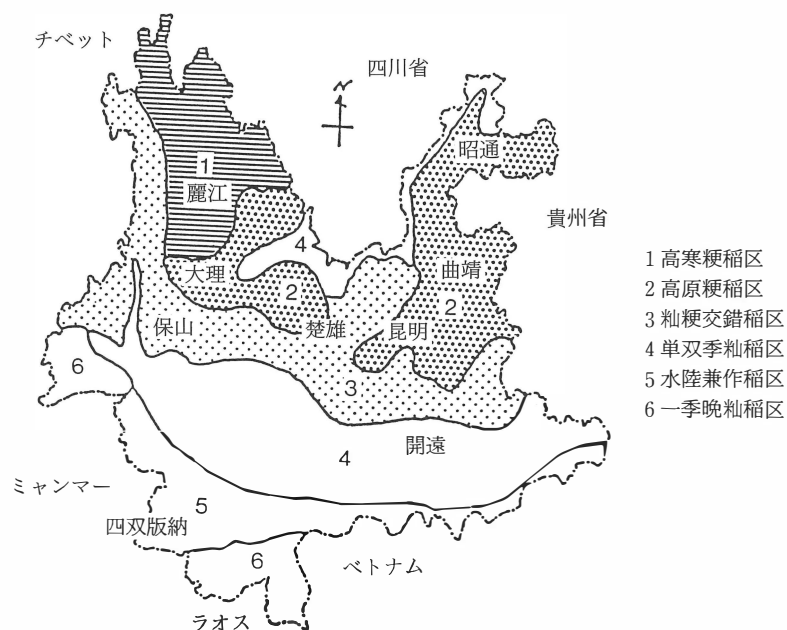 チベット
四川省
N
昭通
1
麗江
貴州省
4
大理
曲靖
2
2
保山
楚雄
昆明
6
3
開遠
4
ミャンマー
5
四双版納
6
ベトナム
ラオス
1 高寒粳稲区
2 高原粳稲区
3 籼粳交錯稲区
4 単双季籼稲区
5 水陸兼作稲区
6 一季晩籼稲区